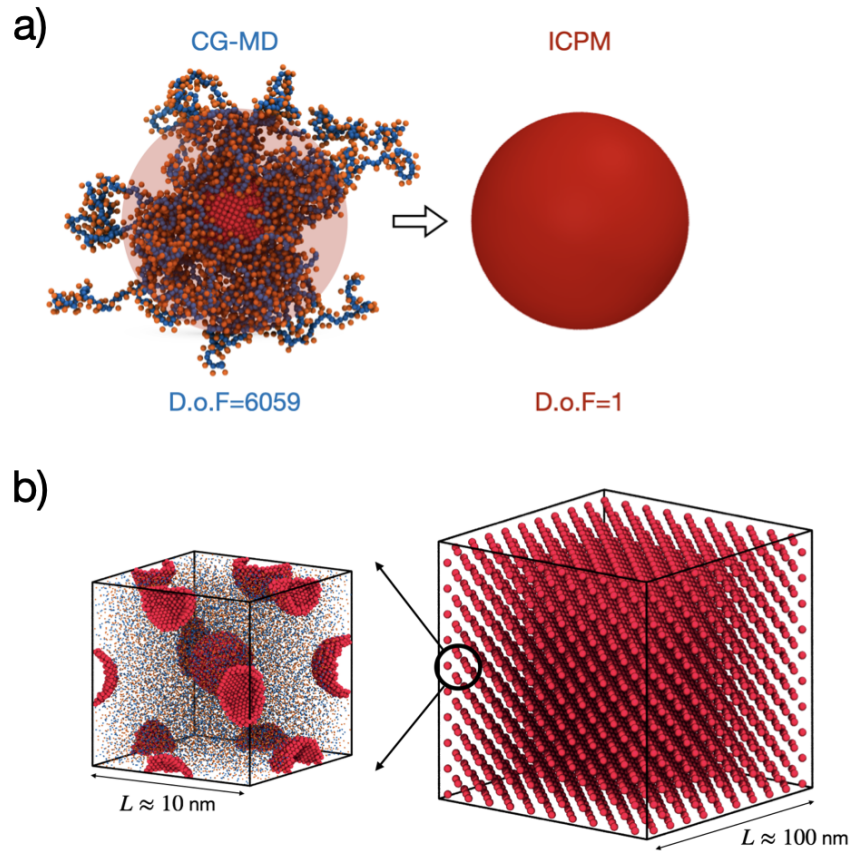 a)
CG-MD
ICPM
D.o.F=6059
D.o.F=1
b)
L ≈ 10 nm
L ≈ 100 nm